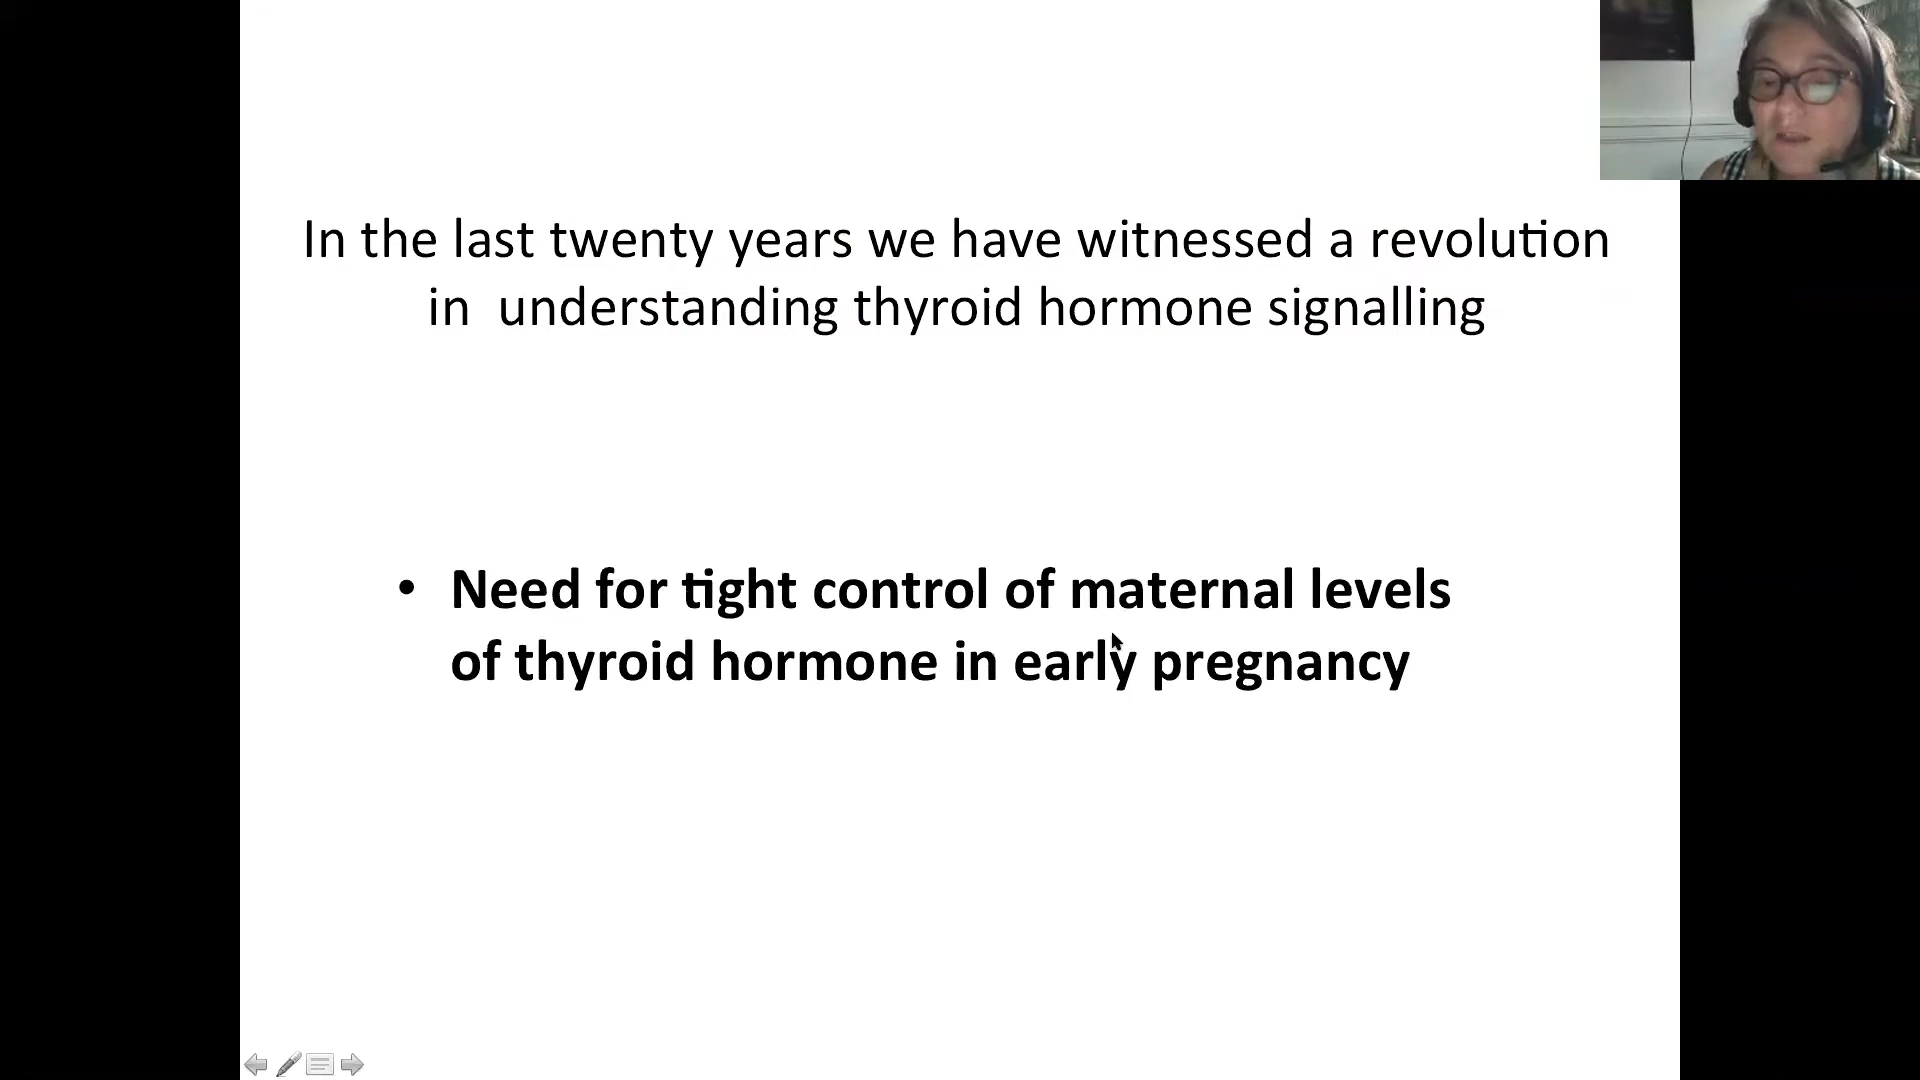 In the last twenty years we have witnessed a revolution
in understanding thyroid hormone signalling
• Need for tight control of maternal levels
of thyroid hormone in early pregnancy